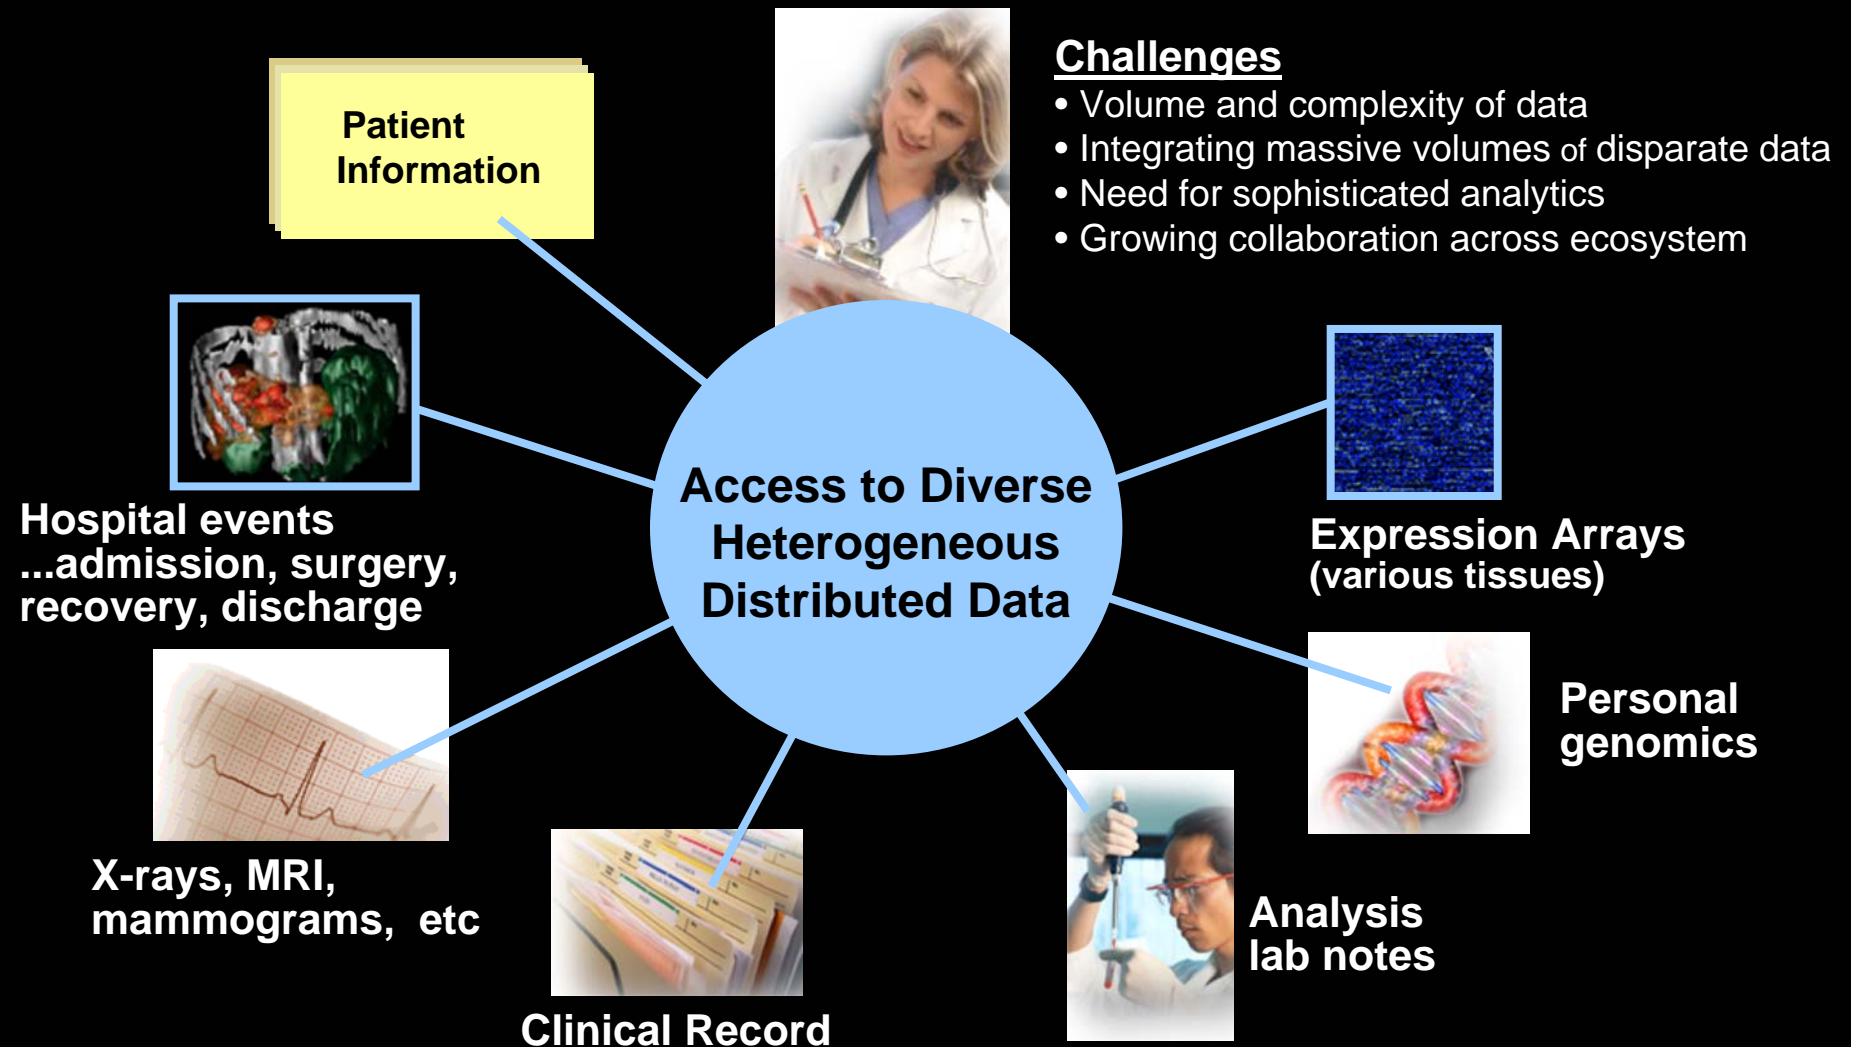 Patient
Information
Challenges
• Volume and complexity of data
• Integrating massive volumes of disparate data
• Need for sophisticated analytics
• Growing collaboration across ecosystem
Access to Diverse
Heterogeneous
Distributed Data
Hospital events
...admission, surgery,
recovery, discharge
Expression Arrays
(various tissues)
Personal
genomics
X-rays, MRI,
mammograms,  etc
Analysis
lab notes
Clinical Record